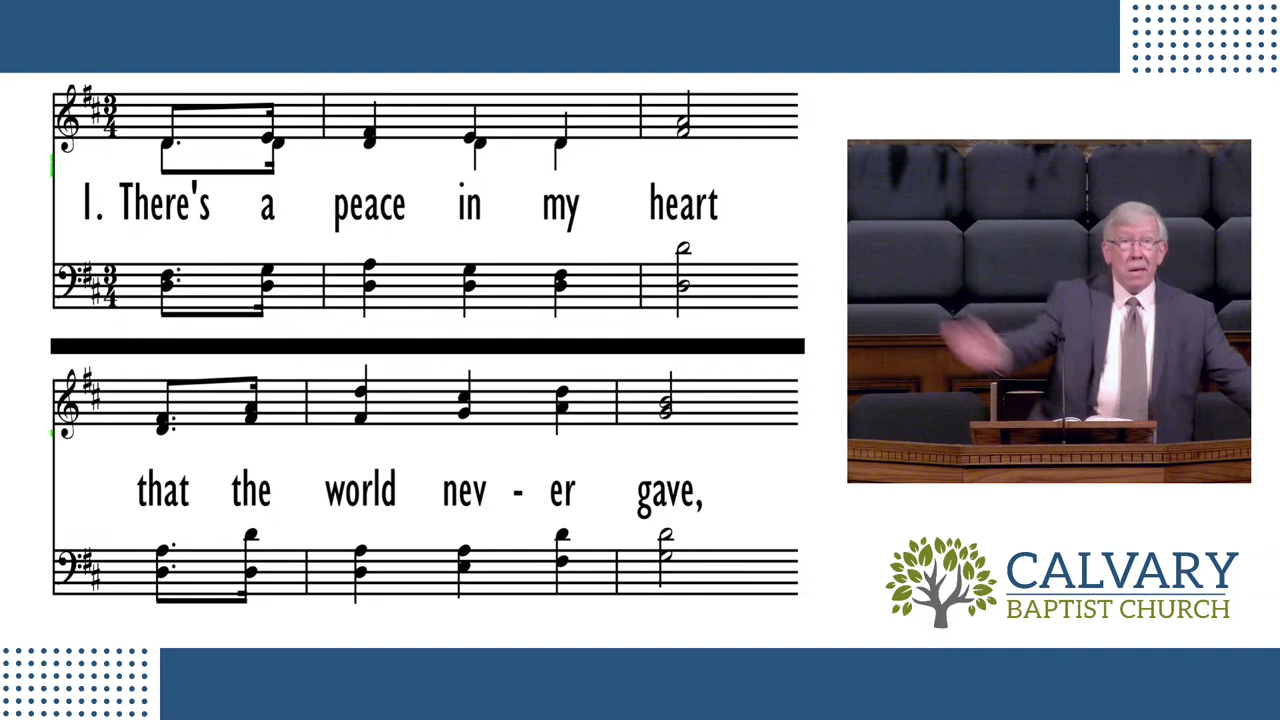 1. There's a peace in my heart
that the world nev - er gave,
CALVARY
BAPTIST CHURCH